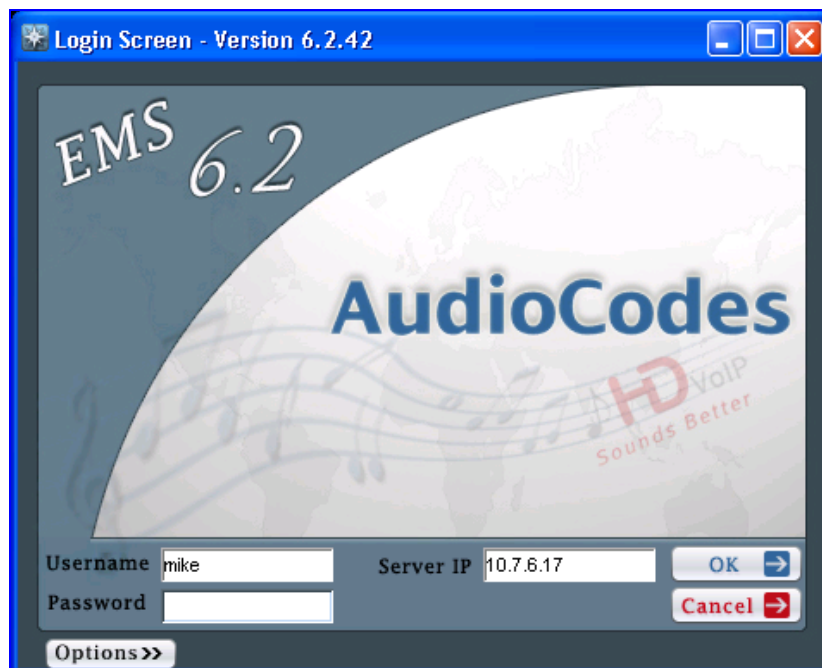 Login Screen - Version 6.2.42
EMS 6.2
AudioCodes
HD VoIP
Sounds Better
Username mike Server IP 10.7.6.17 OK
Password Cancel
Options>>